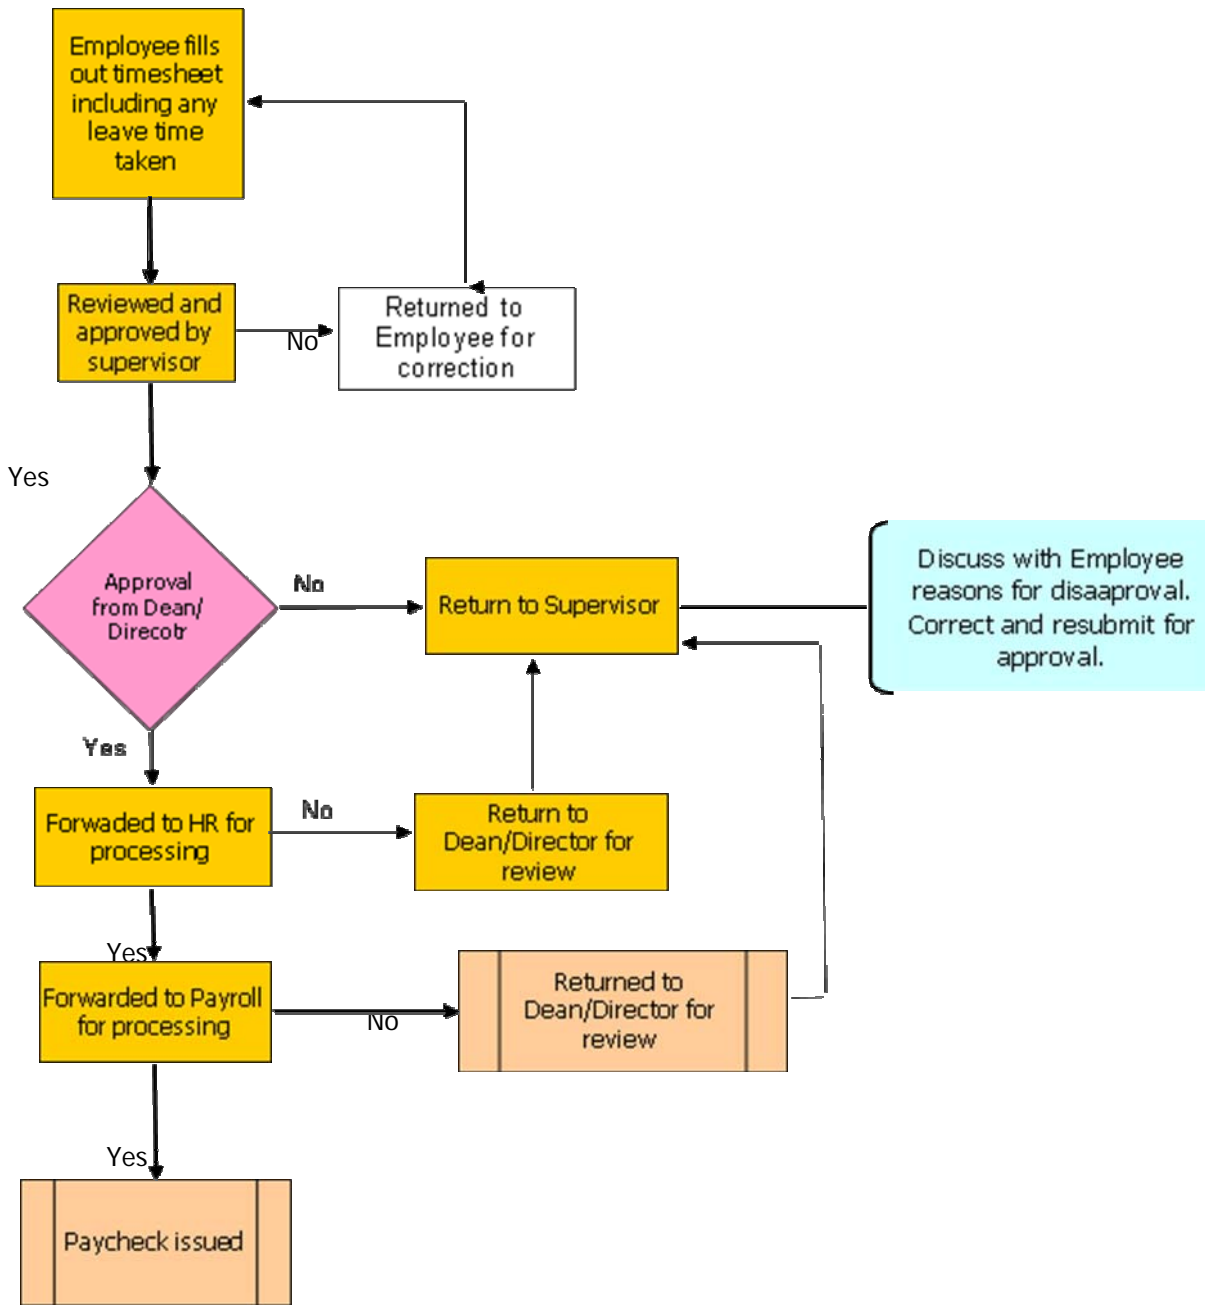 Employee fills
out timesheet
including any
leave time
taken
Reviewed and
approved by
supervisor
No
Returned to
Employee for
correction
Yes
Approval
from Dean/
Direcotr
No
Return to Supervisor
Discuss with Employee
reasons for disaaproval.
Correct and resubmit for
approval.
Yes
Forwaded to HR for
processing
No
Return to
Dean/Director for
review
Yes
Forwarded to Payroll
for processing
No
Returned to
Dean/Director for
review
Yes
Paycheck issued